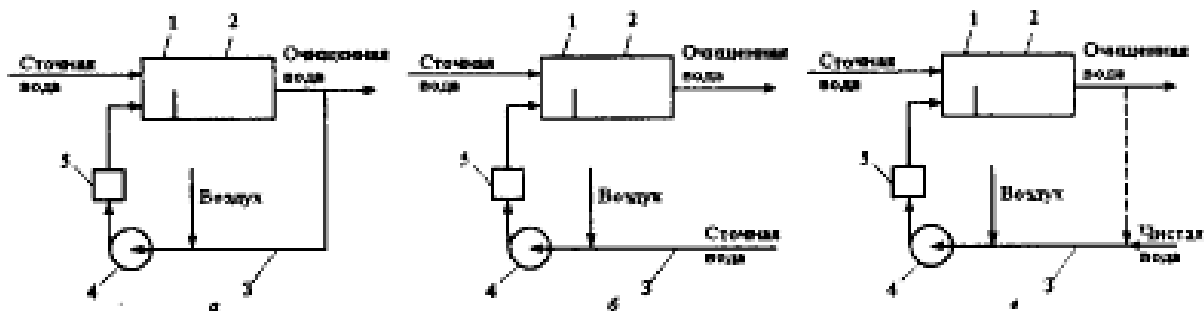 1 2
Сточная
вода
Очищенная
вода
5
Воздух
4
3
а
1 2
Сточная
вода
Очищенная
вода
5
Воздух
Сточная
вода
4
3
б
1 2
Сточная
вода
Очищенная
вода
5
Воздух
Чистая
вода
4
3
в